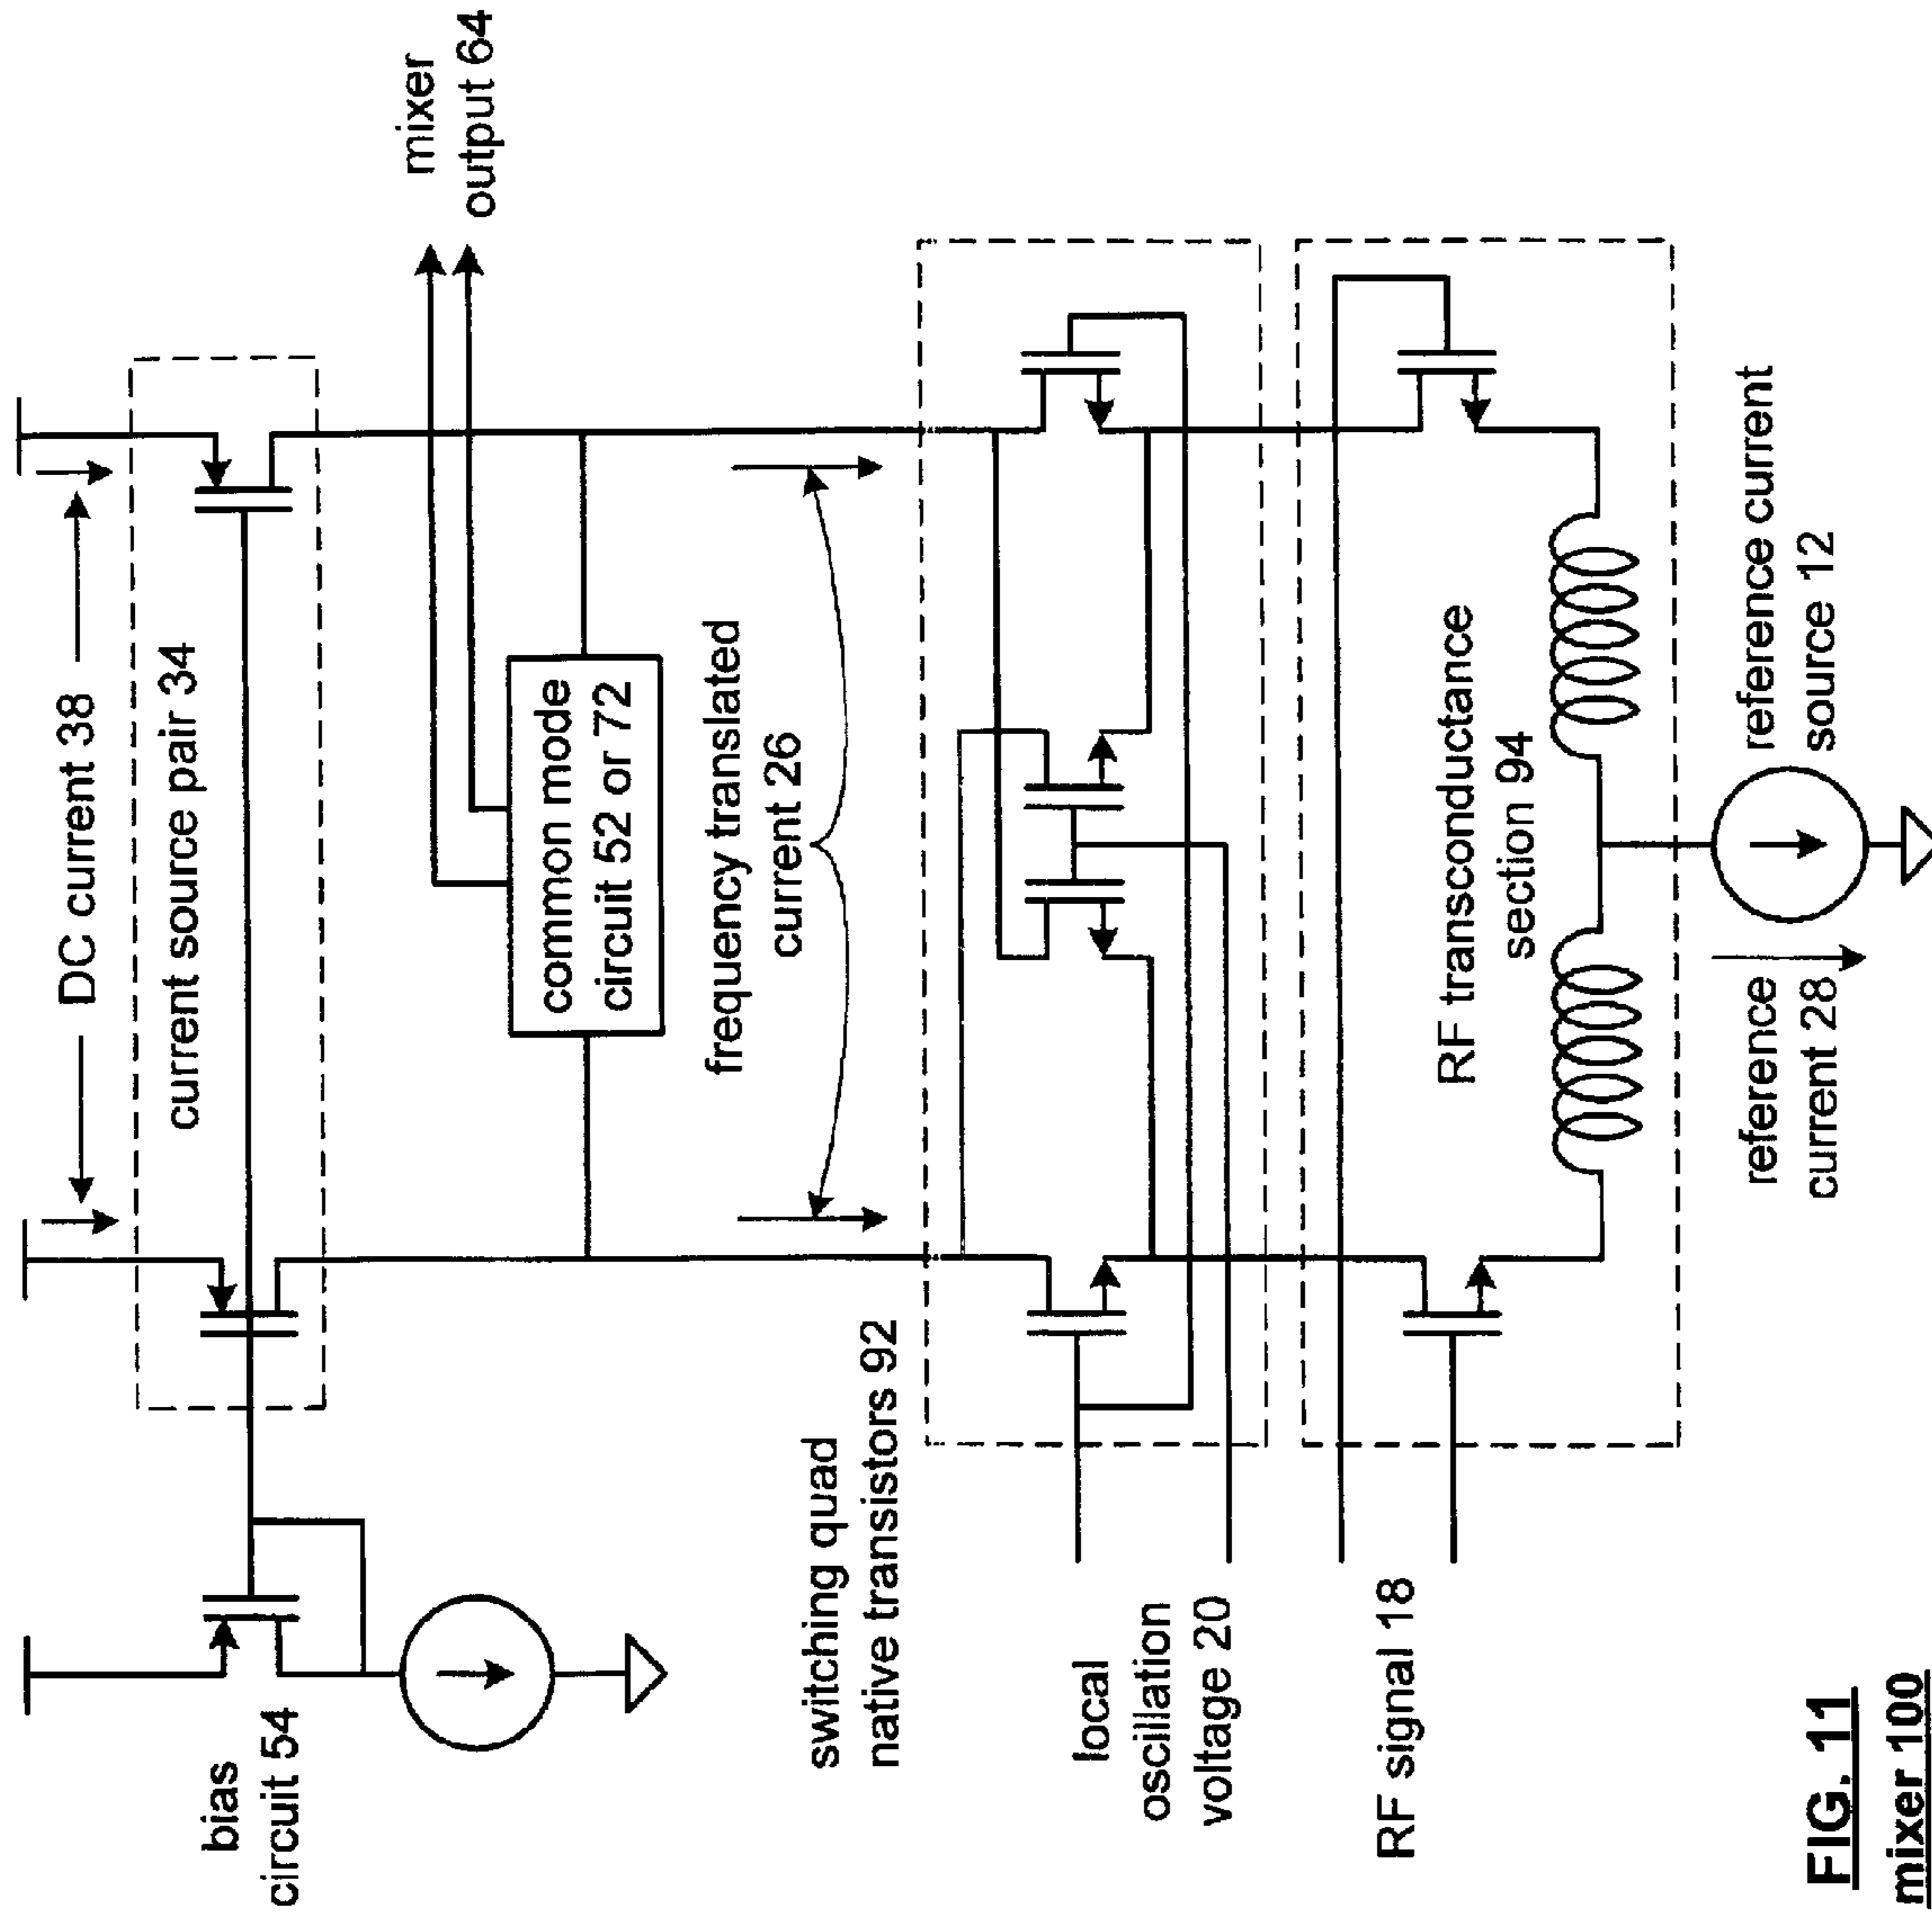 DC current 38
current source pair 34
bias
circuit 54
mixer
output 64
common mode
circuit 52 or 72
frequency translated
current 26
switching quad
native transistors 92
local
oscillation
voltage 20
RF signal 18
RF transconductance
section 94
reference
current 28
reference current
source 12
FIG. 11
mixer 100